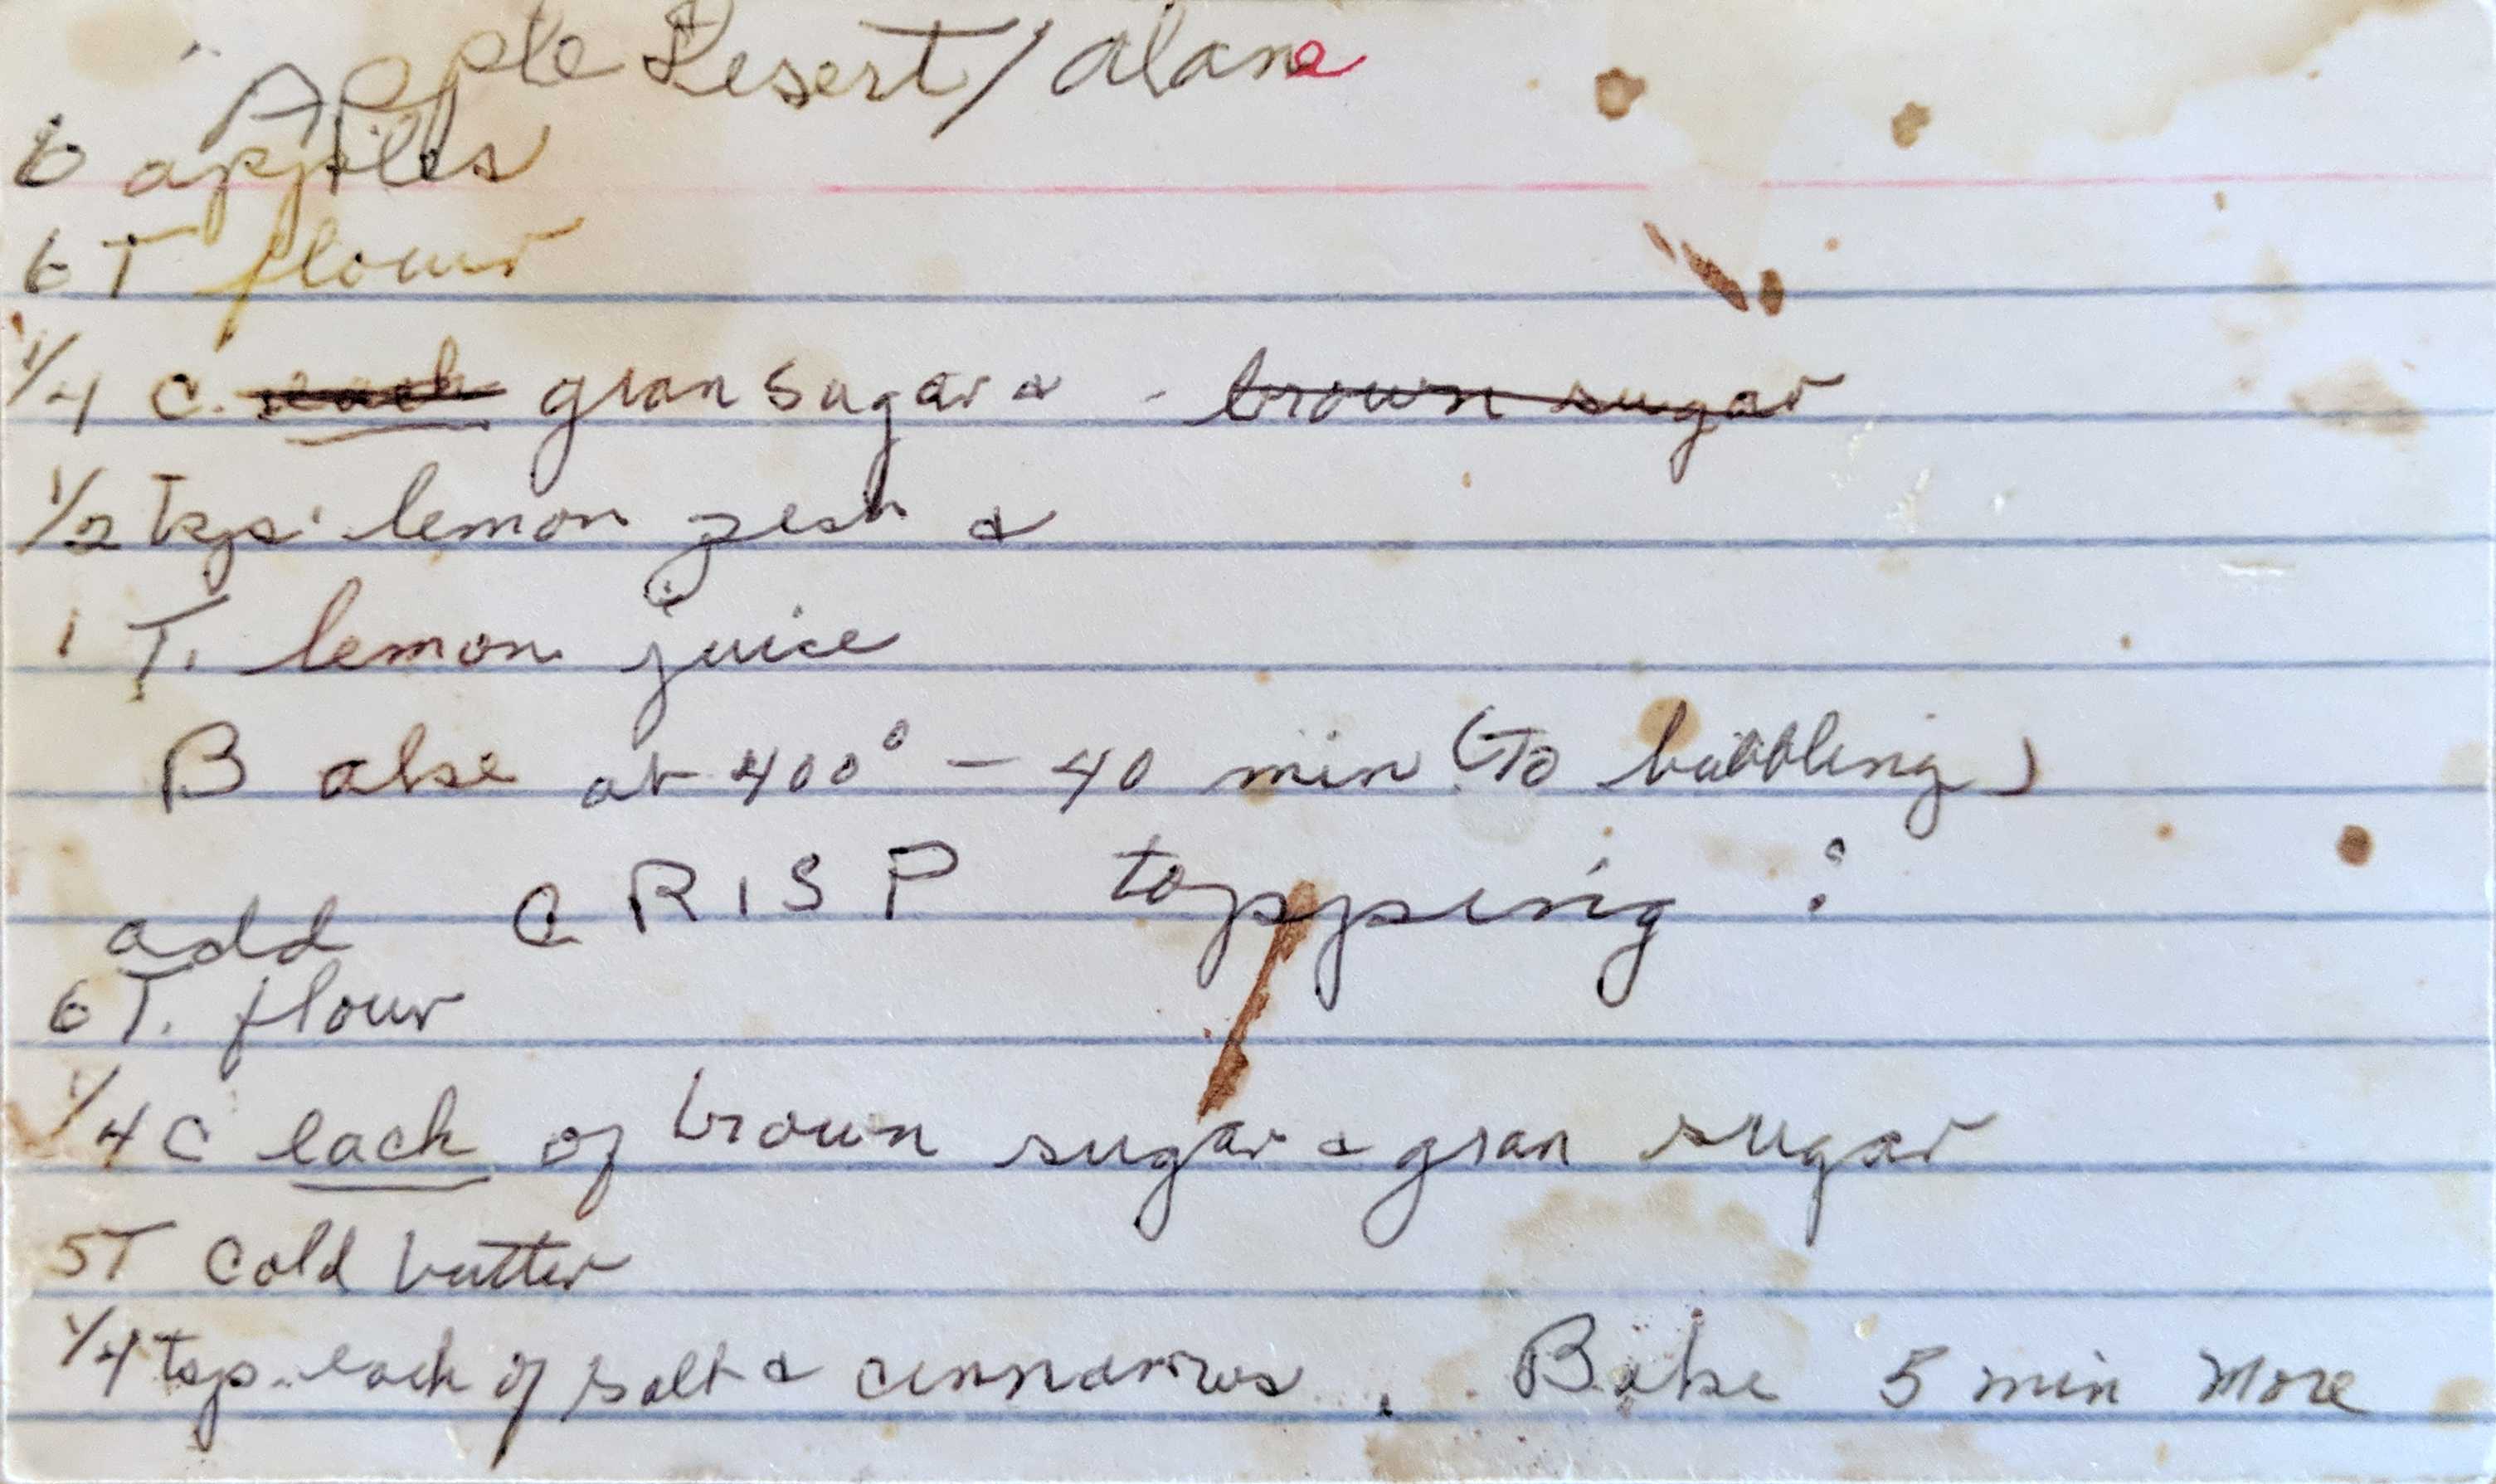 Apple Desert / Alana
6 apples
6 T flour
1/4 c. each gran sugar & - brown sugar
1/2 tsp. lemon zest &
1 T. lemon juice
Bake at 400° - 40 min (To bubbling)
add CRISP topping :
6 T. flour
1/4 C each of brown sugar & gran sugar
5T Cold butter
1/4 tsp. each of salt & cinnamon. Bake 5 min more